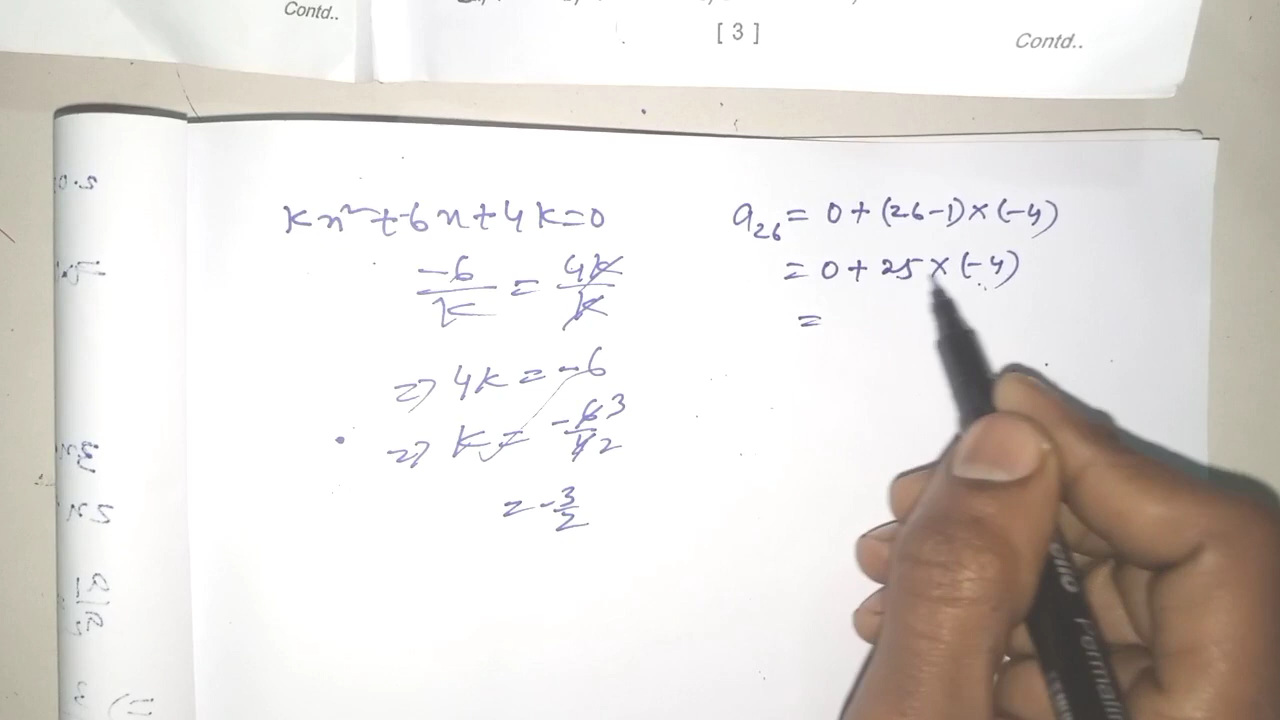 Contd..
[ 3 ]
Contd..
kx²+6x+4k=0
-6/k = 4k/k
=> 4k = -6
=> k = -6/4 3/2
= -3/2
a₂₆ = 0+(26-1)×(-4)
= 0+25×(-4)
=